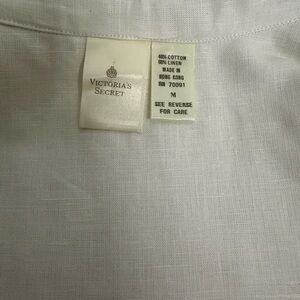 VICTORIA'S
SECRET
40% COTTON
60% LINEN
MADE IN
HONG KONG
RN 70091
M
SEE REVERSE
FOR CARE